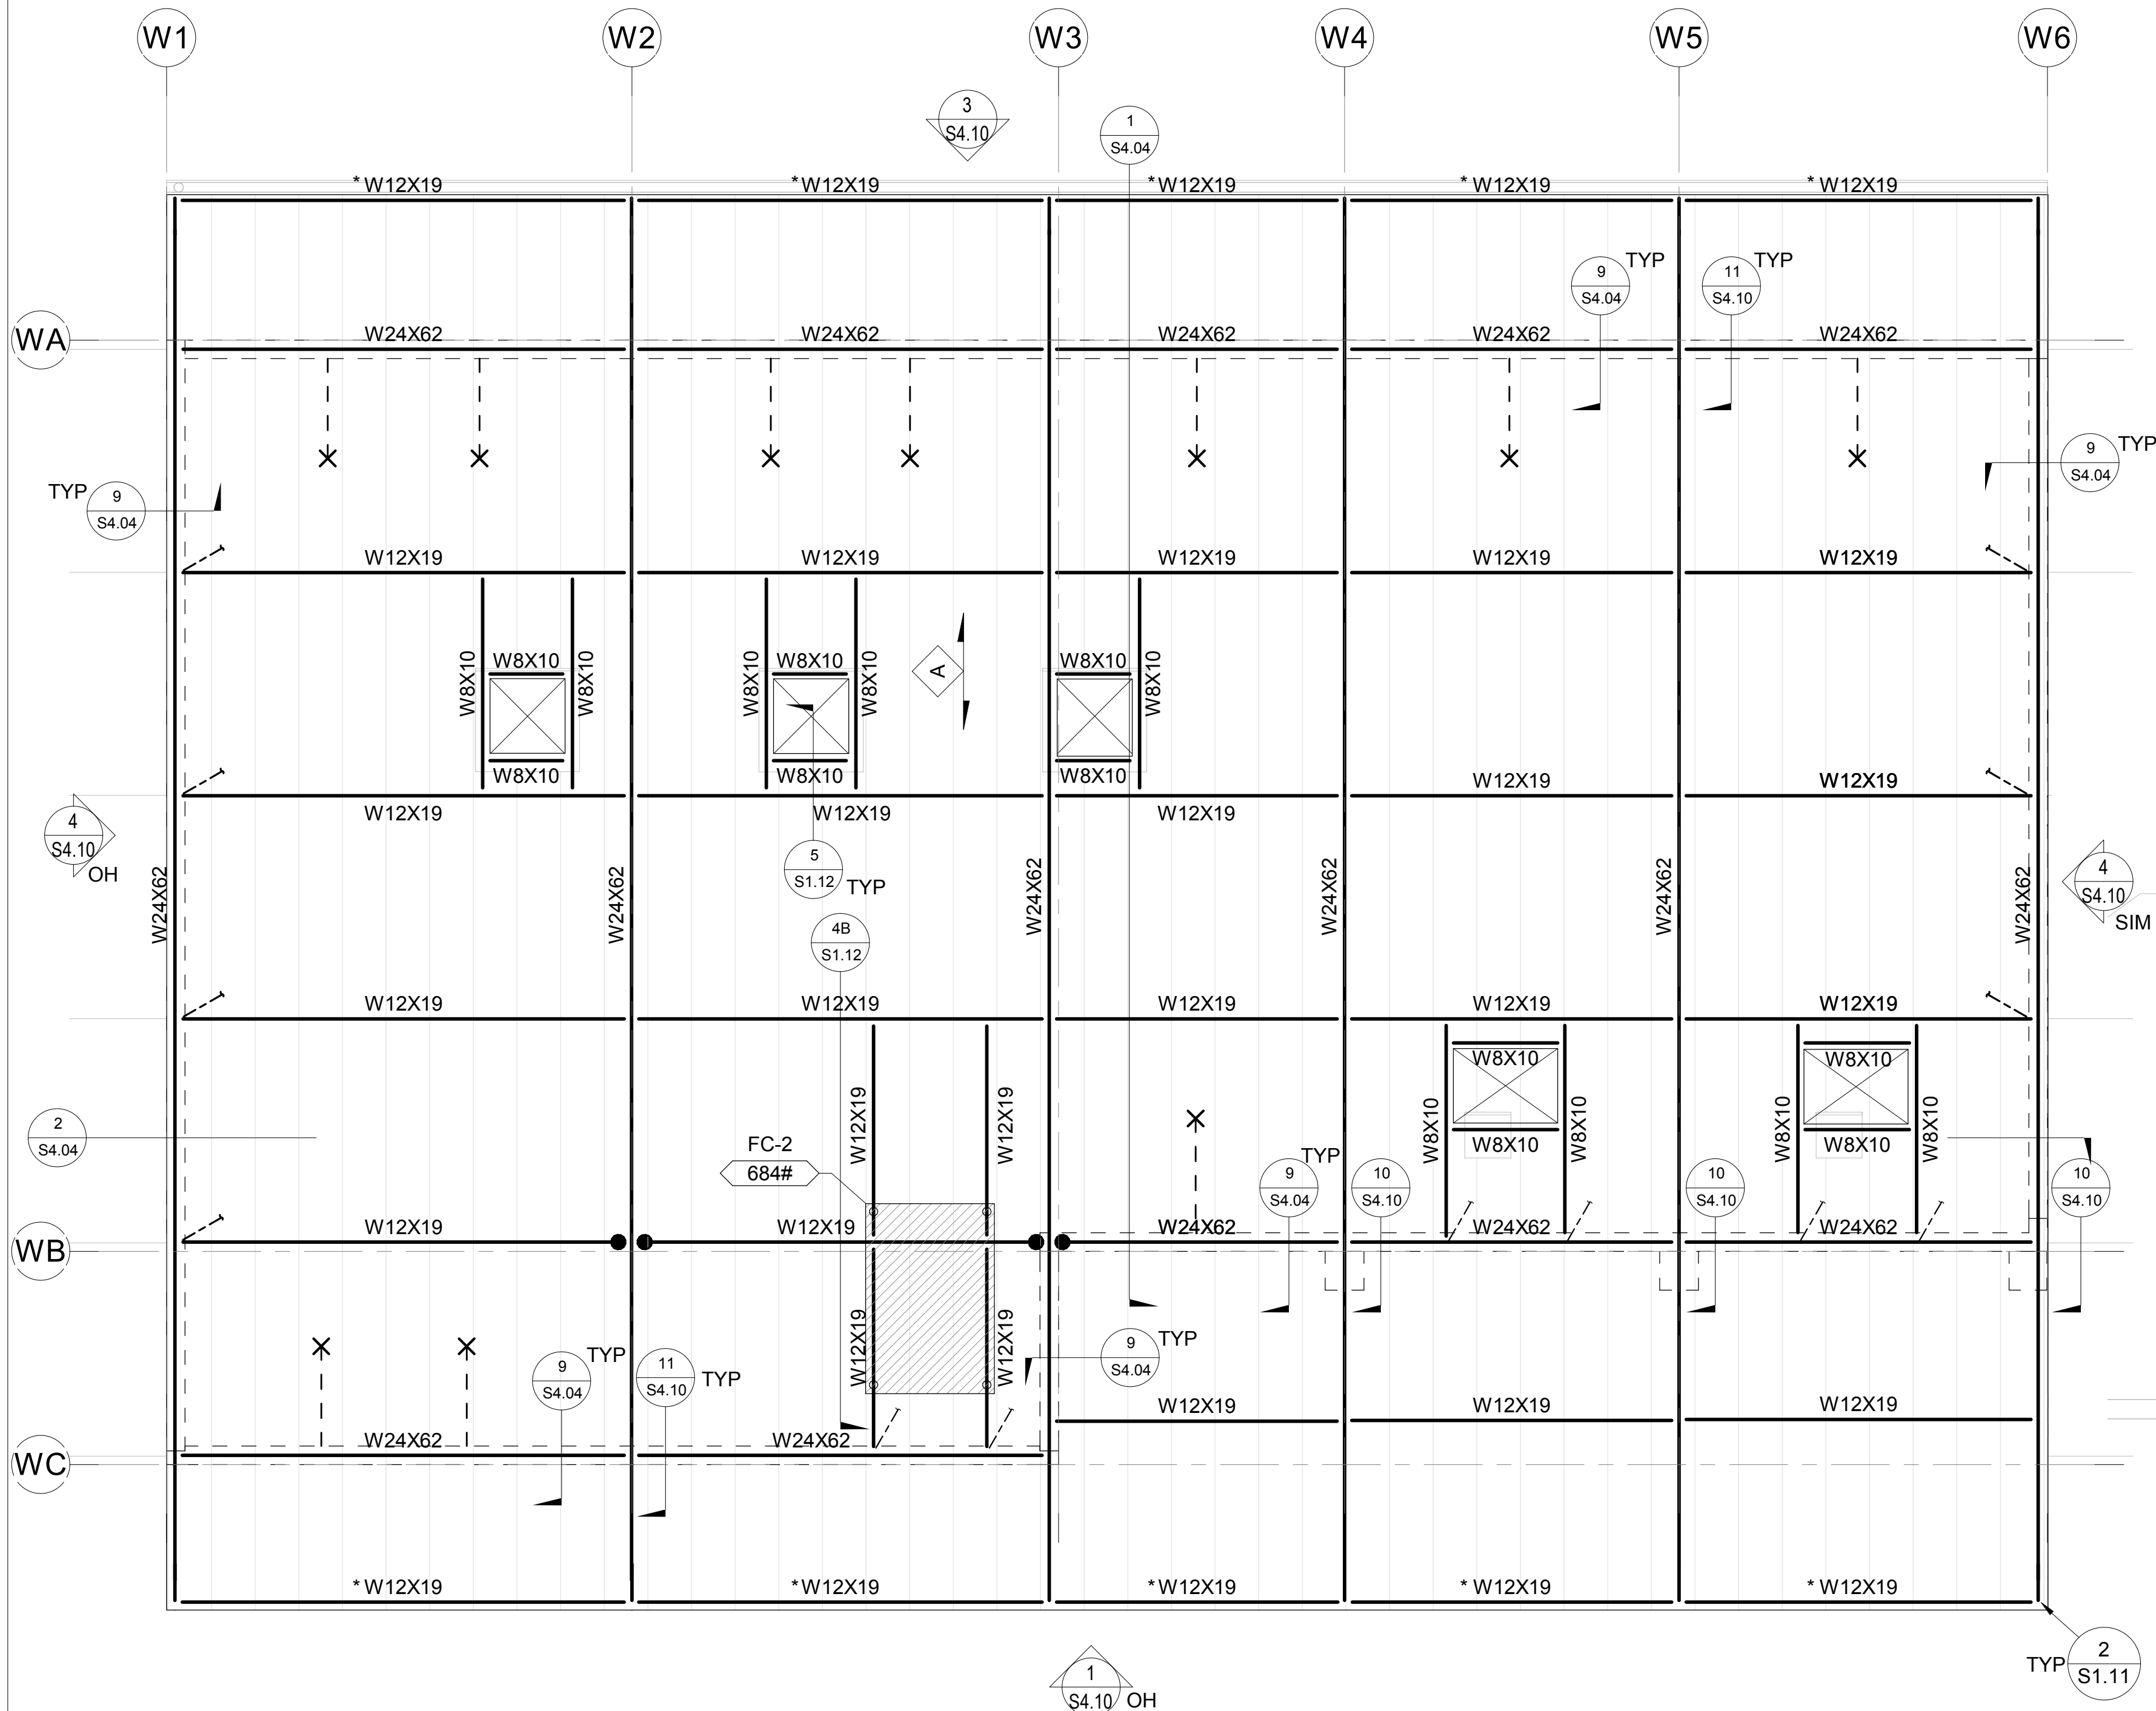 W1 W2 W3 W4 W5 W6
3
S4.10
1
S4.04
* W12X19 * W12X19 * W12X19 * W12X19 * W12X19
9
S4.04
TYP
11
S4.10
TYP
WA
W24X62 W24X62 W24X62 W24X62 W24X62
TYP
9
S4.04
9
S4.04
TYP
W12X19 W12X19 W12X19 W12X19 W12X19
W8X10 W8X10 W8X10
W8X10 W8X10 W8X10 W8X10 W8X10
A
W8X10 W8X10 W8X10
W12X19 W12X19
W12X19 W12X19 W12X19
4
S4.10
OH
5
S1.12
TYP
4
S4.10
SIM
W24X62 W24X62 W24X62 W24X62 W24X62 W24X62
4B
S1.12
W12X19 W12X19 W12X19 W12X19 W12X19
W8X10 W8X10
W12X19 W12X19
W8X10 W8X10 W8X10 W8X10
W8X10 W8X10
2
S4.04
FC-2
684#
9
S4.04
TYP
10
S4.10
10
S4.10
10
S4.10
WB
W12X19 W12X19 W24X62 W24X62 W24X62
W12X19 W12X19
9
S4.04
TYP
9
S4.04
TYP
11
S4.10
TYP
W12X19 W12X19 W12X19
WC
W24X62 W24X62
* W12X19 * W12X19 * W12X19 * W12X19 * W12X19
1
S4.10
OH
TYP
2
S1.11